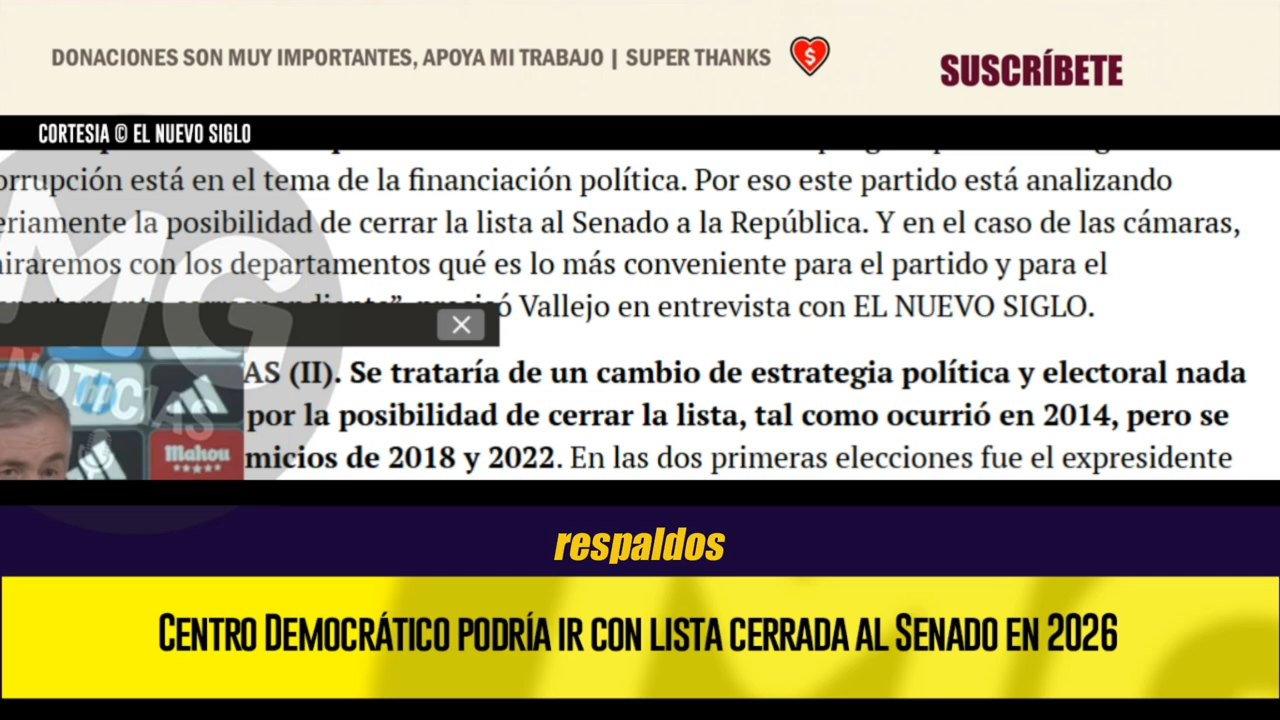 DONACIONES SON MUY IMPORTANTES, APOYA MI TRABAJO | SUPER THANKS
SUSCRÍBETE
CORTESIA © EL NUEVO SIGLO
orrupción está en el tema de la financiación política. Por eso este partido está analizando
eriamente la posibilidad de cerrar la lista al Senado a la República. Y en el caso de las cámaras,
iraremos con los departamentos qué es lo más conveniente para el partido y para el
Vallejo en entrevista con EL NUEVO SIGLO.
AS (II). Se trataría de un cambio de estrategia política y electoral nada
por la posibilidad de cerrar la lista, tal como ocurrió en 2014, pero se
micios de 2018 y 2022. En las dos primeras elecciones fue el expresidente
MG
NOTICIAS
Mahou
respaldos
CENTRO DEMOCRÁTICO PODRÍA IR CON LISTA CERRADA AL SENADO EN 2026